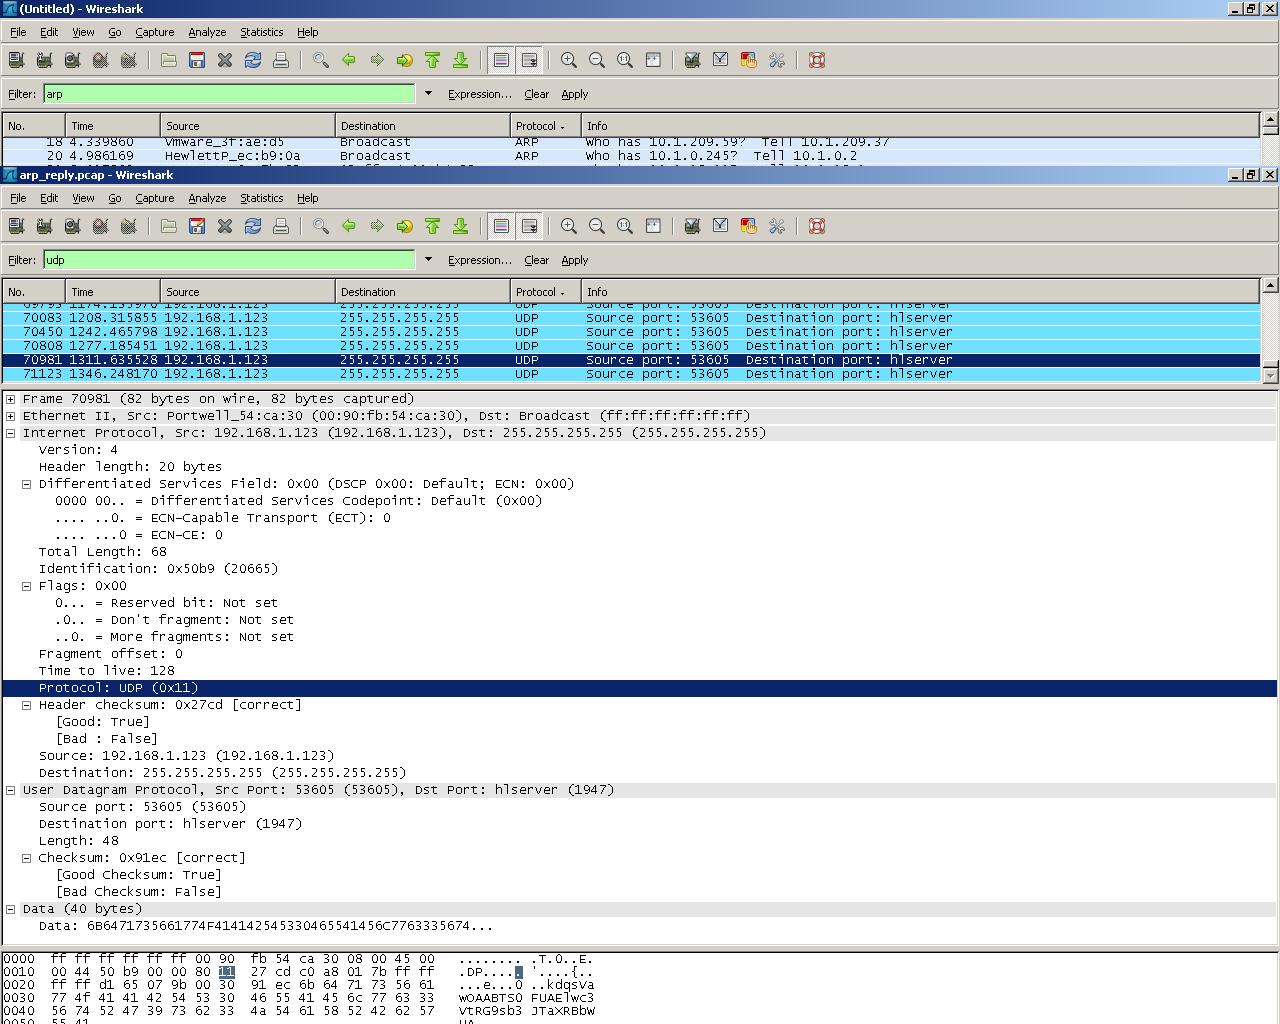 (Untitled) - Wireshark
File Edit View Go Capture Analyze Statistics Help
Filter: arp Expression... Clear Apply
No. Time Source Destination Protocol Info
18 4.339860 Vmware_3f:ae:d5 Broadcast ARP Who has 10.1.209.59? Tell 10.1.209.37
20 4.986169 HewlettP_ec:b9:0a Broadcast ARP Who has 10.1.0.245? Tell 10.1.0.2
arp_reply.pcap - Wireshark
File Edit View Go Capture Analyze Statistics Help
Filter: udp Expression... Clear Apply
No. Time Source Destination Protocol Info
192.168.1.123 255.255.255.255 UDP Source port: 53605 Destination port: hlserver
70083 1208.315855 192.168.1.123 255.255.255.255 UDP Source port: 53605 Destination port: hlserver
70450 1242.465798 192.168.1.123 255.255.255.255 UDP Source port: 53605 Destination port: hlserver
70808 1277.185451 192.168.1.123 255.255.255.255 UDP Source port: 53605 Destination port: hlserver
70981 1311.635528 192.168.1.123 255.255.255.255 UDP Source port: 53605 Destination port: hlserver
71123 1346.248170 192.168.1.123 255.255.255.255 UDP Source port: 53605 Destination port: hlserver
Frame 70981 (82 bytes on wire, 82 bytes captured)
Ethernet II, Src: Portwell_54:ca:30 (00:90:fb:54:ca:30), Dst: Broadcast (ff:ff:ff:ff:ff:ff)
Internet Protocol, Src: 192.168.1.123 (192.168.1.123), Dst: 255.255.255.255 (255.255.255.255)
Version: 4
Header length: 20 bytes
Differentiated Services Field: 0x00 (DSCP 0x00: Default; ECN: 0x00)
0000 00.. = Differentiated Services Codepoint: Default (0x00)
.... ..0. = ECN-Capable Transport (ECT): 0
.... ...0 = ECN-CE: 0
Total Length: 68
Identification: 0x50b9 (20665)
Flags: 0x00
0... = Reserved bit: Not set
.0.. = Don't fragment: Not set
..0. = More fragments: Not set
Fragment offset: 0
Time to live: 128
Protocol: UDP (0x11)
Header checksum: 0x27cd [correct]
[Good: True]
[Bad : False]
Source: 192.168.1.123 (192.168.1.123)
Destination: 255.255.255.255 (255.255.255.255)
User Datagram Protocol, Src Port: 53605 (53605), Dst Port: hlserver (1947)
Source port: 53605 (53605)
Destination port: hlserver (1947)
Length: 48
Checksum: 0x91ec [correct]
[Good Checksum: True]
[Bad Checksum: False]
Data (40 bytes)
Data: 6B6471735661774F414142545330465541456C7763335674...
0000 ff ff ff ff ff ff 00 90 fb 54 ca 30 08 00 45 00 ........ .T.0..E.
0010 00 44 50 b9 00 00 80 11 27 cd c0 a8 01 7b ff ff .DP..... '....{..
0020 ff ff d1 65 07 9b 00 30 91 ec 6b 64 71 73 56 61 ...e...0 ..kdqsVa
0030 77 4f 41 41 42 54 53 30 46 55 41 45 6c 77 63 33 wOAABTS0 FUAElwc3
0040 56 74 52 47 39 73 62 33 4a 54 61 58 52 42 62 57 VtRG9sb3 JTaXRBbW
0050 55 41 UA